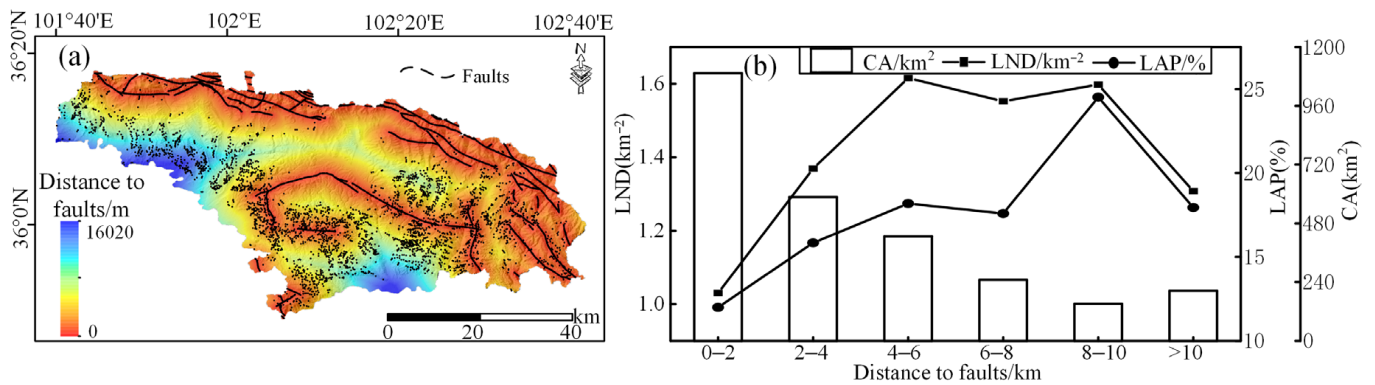 101°40′E 102°E 102°20′E 102°40′E
36°20′N
36°0′N
(a)
N
Faults
Distance to
faults/m
16020
0
km
0 20 40
(b)
CA/km² LND/km⁻² LAP/%
LND(km⁻²)
1.6
1.4
1.2
1.0
25
20
15
10
LAP(%)
CA(km²)
1200
960
720
480
240
0
0–2 2–4 4–6 6–8 8–10 >10
Distance to faults/km